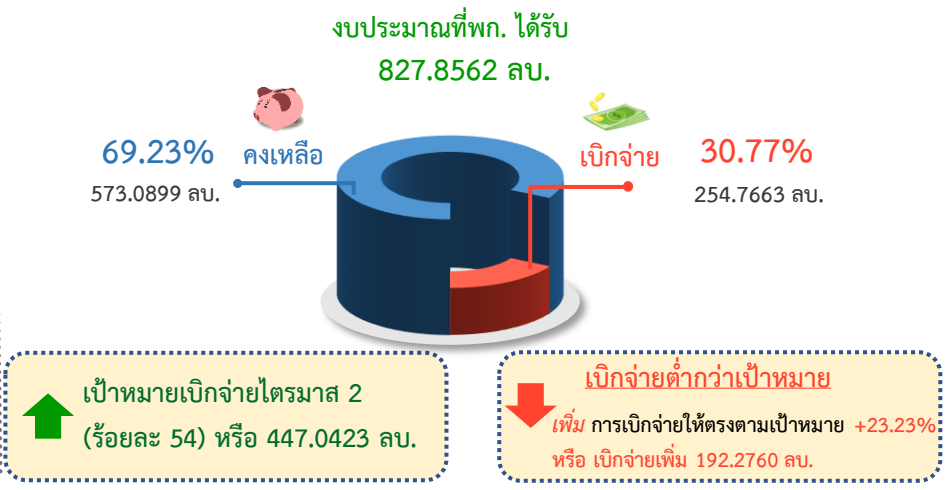 งบประมาณที่พก. ได้รับ
827.8562 ลบ.
69.23% คงเหลือ
573.0899 ลบ.
เบิกจ่าย 30.77%
254.7663 ลบ.
เป้าหมายเบิกจ่ายไตรมาส 2
(ร้อยละ 54) หรือ 447.0423 ลบ.
เบิกจ่ายต่ำกว่าเป้าหมาย
เพิ่ม การเบิกจ่ายให้ตรงตามเป้าหมาย +23.23%
หรือ เบิกจ่ายเพิ่ม 192.2760 ลบ.